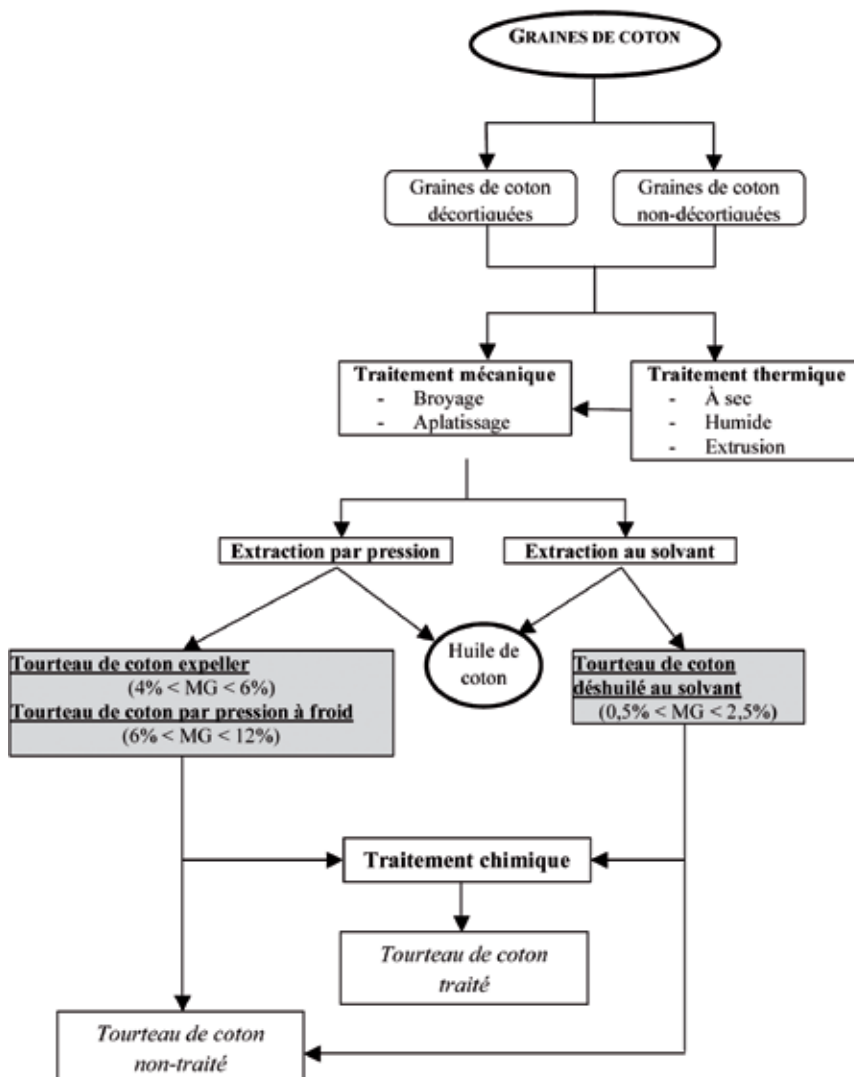 GRAINES DE COTON
Graines de coton
décortiquées
Graines de coton
non-décortiquées
Traitement mécanique
- Broyage
- Aplatissage
Traitement thermique
- À sec
- Humide
- Extrusion
Extraction par pression
Extraction au solvant
Tourteau de coton expeller
(4% < MG < 6%)
Tourteau de coton par pression à froid
(6% < MG < 12%)
Huile de
coton
Tourteau de coton
déshuilé au solvant
(0,5% < MG < 2,5%)
Traitement chimique
Tourteau de coton
traité
Tourteau de coton
non-traité